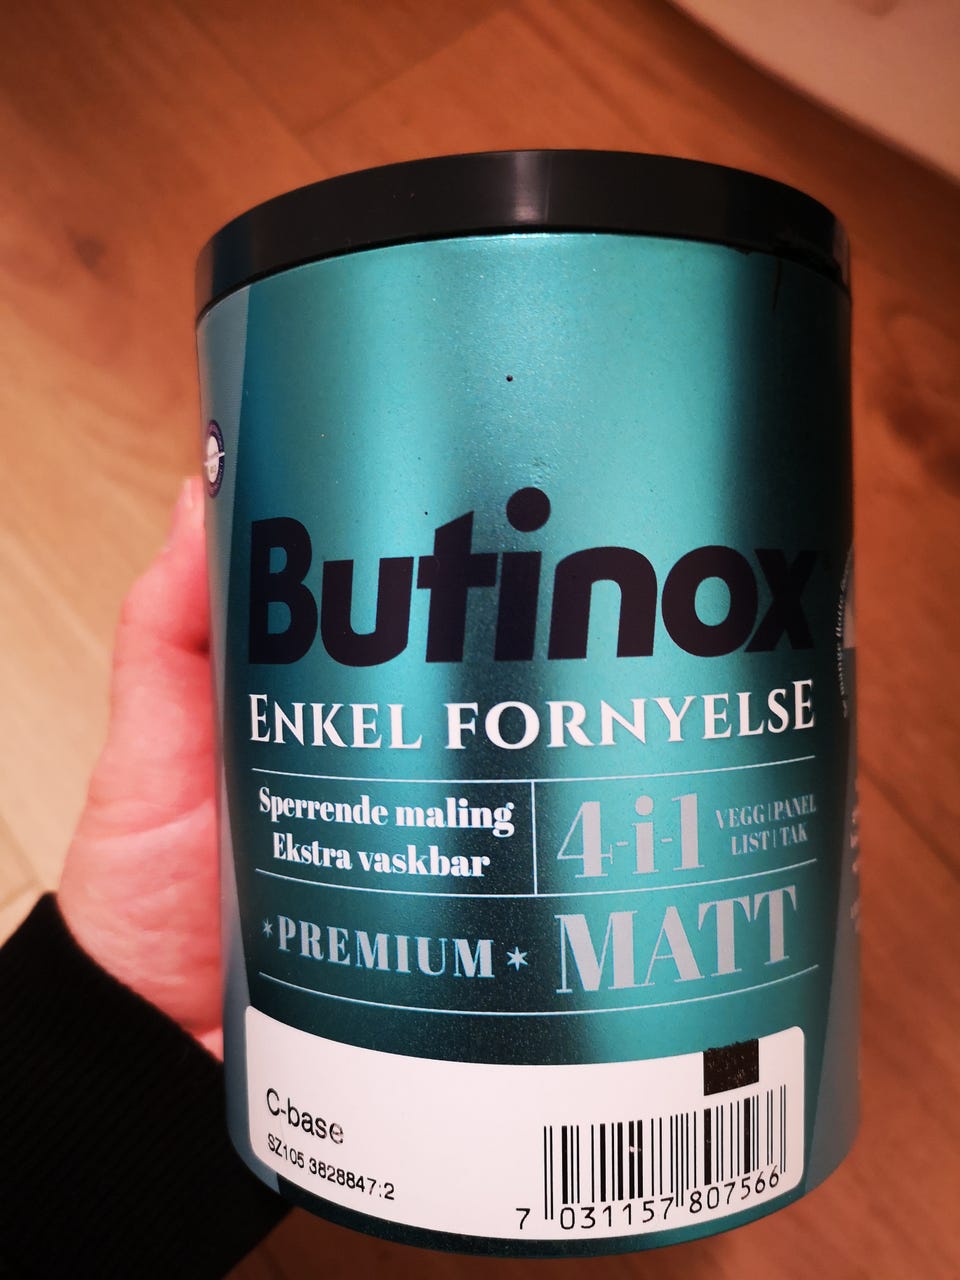 Butinox
ENKEL FORNYELSE
Sperrende maling
Ekstra vaskbar
4-i-1
VEGG | PANEL
LIST | TAK
*PREMIUM*
MATT
C-base
SZ105 3828847:2
7 031157 807566